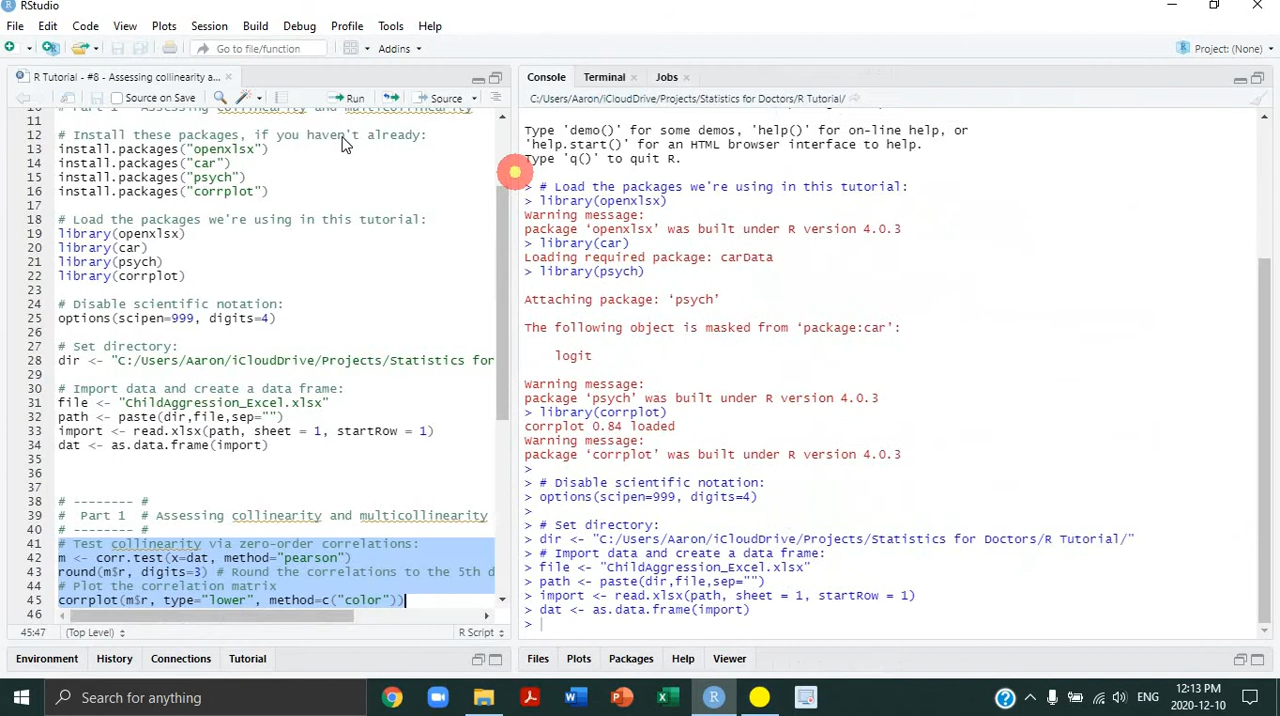 RStudio
File Edit Code View Plots Session Build Debug Profile Tools Help
Go to file/function Addins Project: (None)
R Tutorial - #8 - Assessing collinearity a...
Source on Save Run Source
11
12 # Install these packages, if you haven't already:
13 install.packages("openxlsx")
14 install.packages("car")
15 install.packages("psych")
16 install.packages("corrplot")
17
18 # Load the packages we're using in this tutorial:
19 library(openxlsx)
20 library(car)
21 library(psych)
22 library(corrplot)
23
24 # Disable scientific notation:
25 options(scipen=999, digits=4)
26
27 # Set directory:
28 dir <- "C:/Users/Aaron/iCloudDrive/Projects/Statistics for
29
30 # Import data and create a data frame:
31 file <- "ChildAggression_Excel.xlsx"
32 path <- paste(dir,file,sep="")
33 import <- read.xlsx(path, sheet = 1, startRow = 1)
34 dat <- as.data.frame(import)
35
36
37
38 # -------- #
39 # Part 1 # Assessing collinearity and multicollinearity
40 # -------- #
41 # Test collinearity via zero-order correlations:
42 m <- corr.test(x=dat, method="pearson")
43 round(m$r, digits=3) # Round the correlations to the 5th d
44 # Plot the correlation matrix
45 corrplot(m$r, type="lower", method=c("color"))
46
45:47 (Top Level) R Script
Environment History Connections Tutorial
Console Terminal Jobs
C:/Users/Aaron/iCloudDrive/Projects/Statistics for Doctors/R Tutorial/
Type 'demo()' for some demos, 'help()' for on-line help, or
'help.start()' for an HTML browser interface to help.
Type 'q()' to quit R.
> # Load the packages we're using in this tutorial:
> library(openxlsx)
Warning message:
package ‘openxlsx’ was built under R version 4.0.3
> library(car)
Loading required package: carData
> library(psych)
Attaching package: ‘psych’
The following object is masked from ‘package:car’:
logit
Warning message:
package ‘psych’ was built under R version 4.0.3
> library(corrplot)
corrplot 0.84 loaded
Warning message:
package ‘corrplot’ was built under R version 4.0.3
>
> # Disable scientific notation:
> options(scipen=999, digits=4)
>
> # Set directory:
> dir <- "C:/Users/Aaron/iCloudDrive/Projects/Statistics for Doctors/R Tutorial/"
> # Import data and create a data frame:
> file <- "ChildAggression_Excel.xlsx"
> path <- paste(dir,file,sep="")
> import <- read.xlsx(path, sheet = 1, startRow = 1)
> dat <- as.data.frame(import)
>
Files Plots Packages Help Viewer
Search for anything
ENG 12:13 PM
2020-12-10